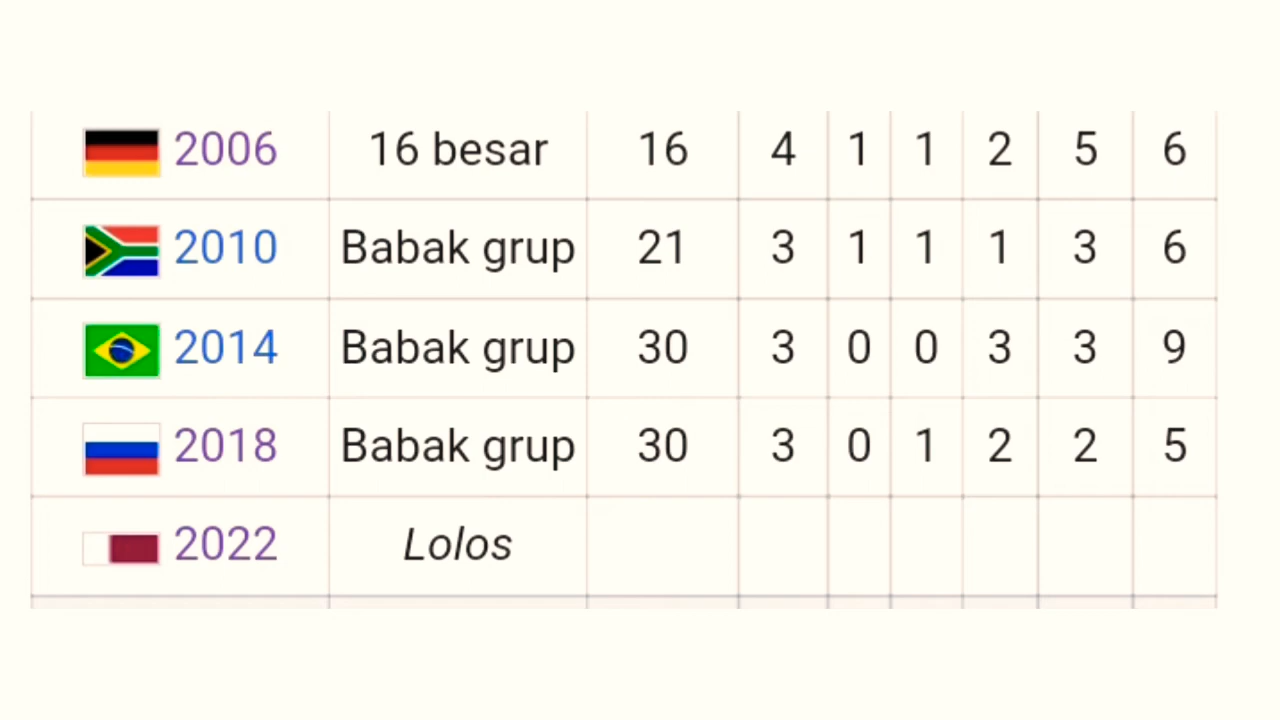 2006 16 besar 16 4 1 1 2 5 6
2010 Babak grup 21 3 1 1 1 3 6
2014 Babak grup 30 3 0 0 3 3 9
2018 Babak grup 30 3 0 1 2 2 5
2022 Lolos